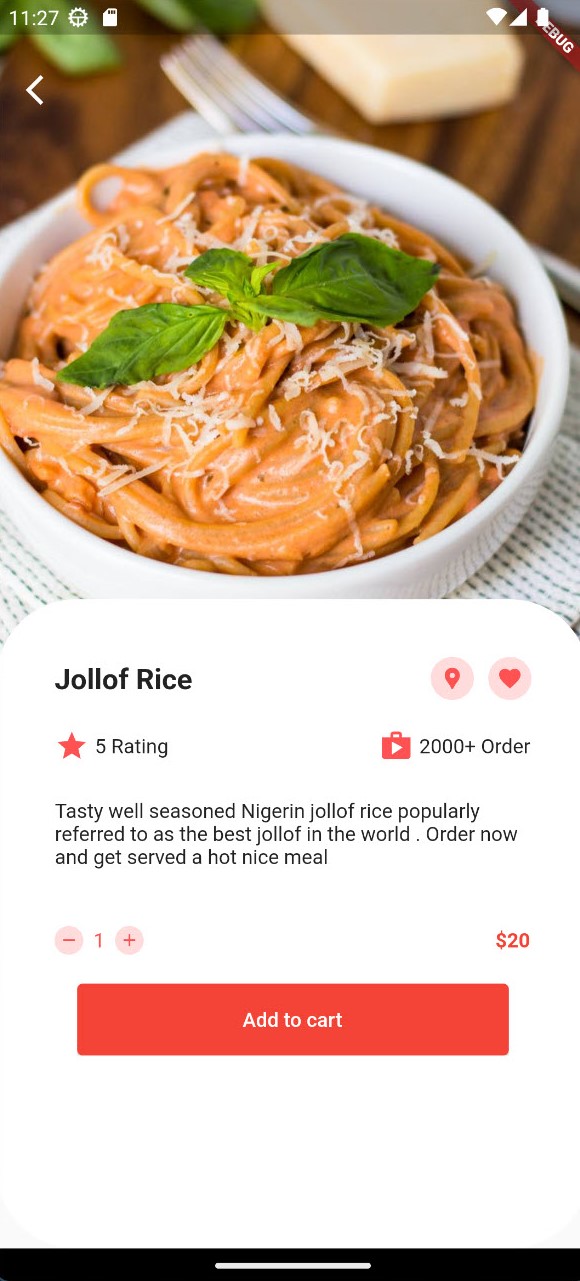 11:27
EBUG
Jollof Rice
5 Rating
2000+ Order
Tasty well seasoned Nigerin jollof rice popularly
referred to as the best jollof in the world . Order now
and get served a hot nice meal
1
$20
Add to cart